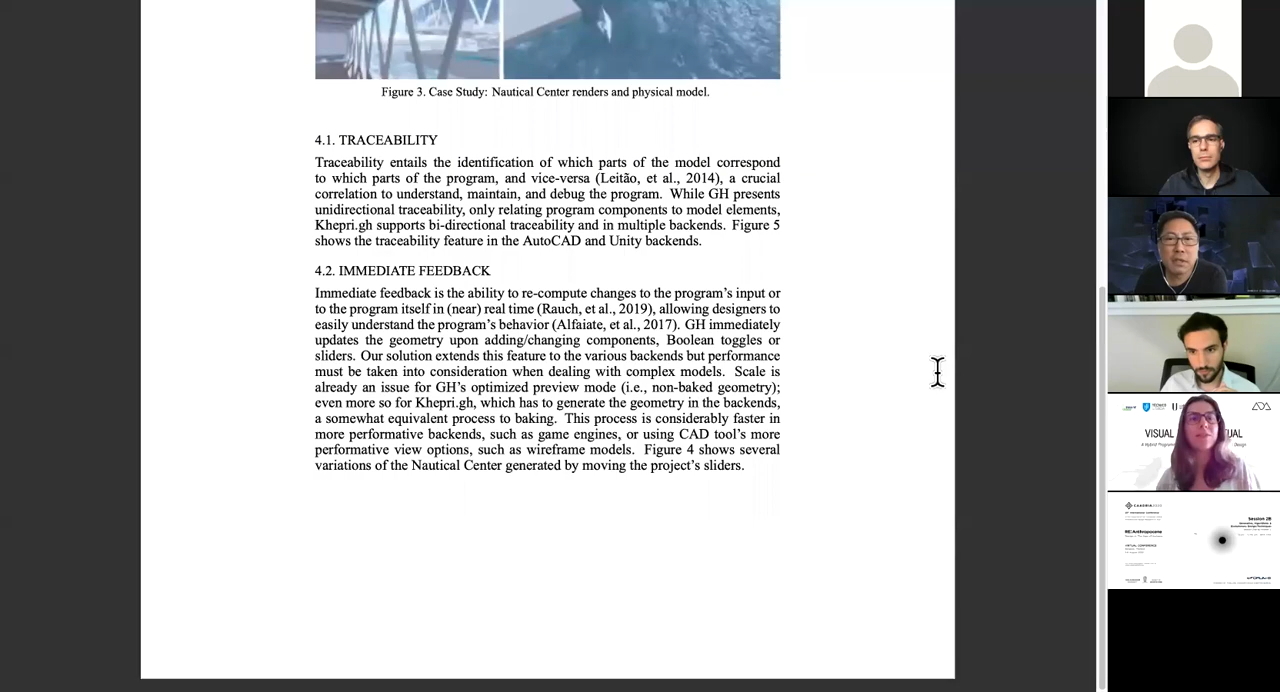 Figure 3. Case Study: Nautical Center renders and physical model.
4.1. TRACEABILITY
Traceability entails the identification of which parts of the model correspond
to which parts of the program, and vice-versa (Leitão, et al., 2014), a crucial
correlation to understand, maintain, and debug the program. While GH presents
unidirectional traceability, only relating program components to model elements,
Khepri.gh supports bi-directional traceability and in multiple backends. Figure 5
shows the traceability feature in the AutoCAD and Unity backends.
4.2. IMMEDIATE FEEDBACK
Immediate feedback is the ability to re-compute changes to the program's input or
to the program itself in (near) real time (Rauch, et al., 2019), allowing designers to
easily understand the program's behavior (Alfaiate, et al., 2017). GH immediately
updates the geometry upon adding/changing components, Boolean toggles or
sliders. Our solution extends this feature to the various backends but performance
must be taken into consideration when dealing with complex models. Scale is
already an issue for GH's optimized preview mode (i.e., non-baked geometry);
even more so for Khepri.gh, which has to generate the geometry in the backends,
a somewhat equivalent process to baking. This process is considerably faster in
more performative backends, such as game engines, or using CAD tool's more
performative view options, such as wireframe models. Figure 4 shows several
variations of the Nautical Center generated by moving the project's sliders.
VISUAL
Session 2B
VIRTUAL CONFERENCE